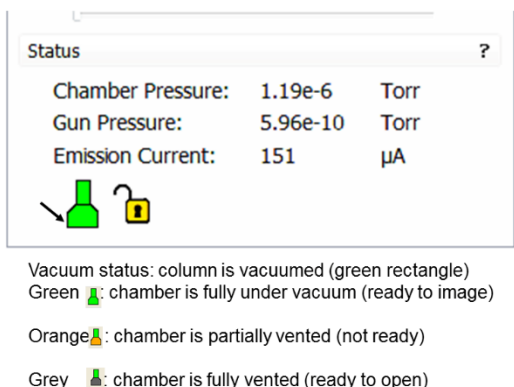 Status ?
Chamber Pressure: 1.19e-6 Torr
Gun Pressure: 5.96e-10 Torr
Emission Current: 151 µA
Vacuum status: column is vacuumed (green rectangle)
Green : chamber is fully under vacuum (ready to image)
Orange : chamber is partially vented (not ready)
Grey : chamber is fully vented (ready to open)